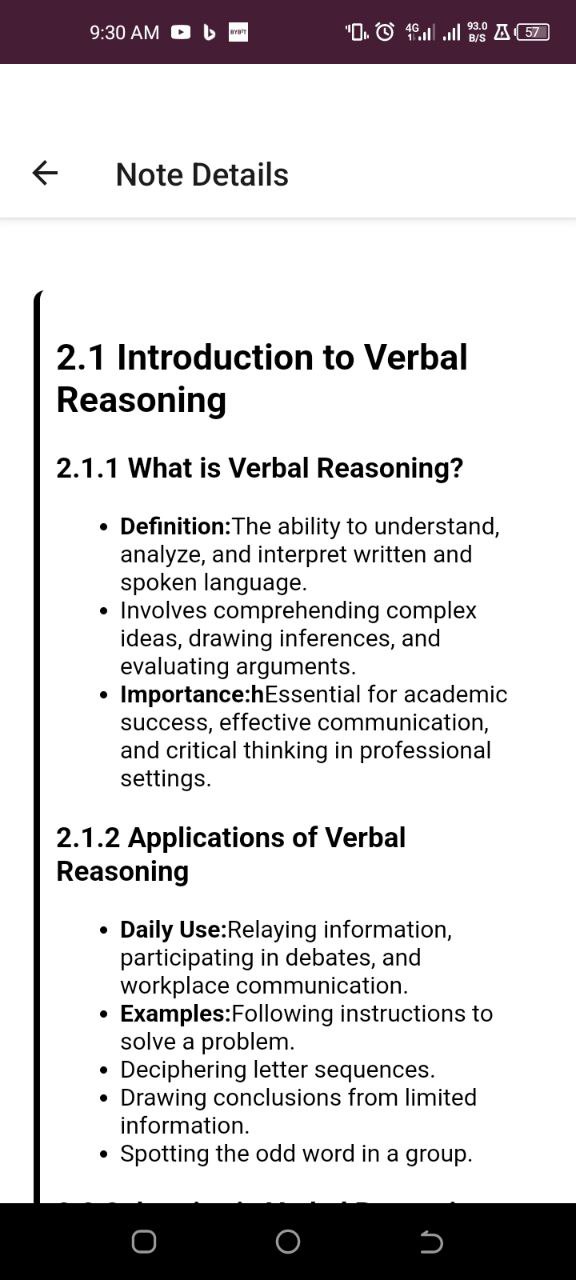 9:30 AM BYBIT 4G 93.0 B/S 57
Note Details
2.1 Introduction to Verbal
Reasoning
2.1.1 What is Verbal Reasoning?
• Definition:The ability to understand,
analyze, and interpret written and
spoken language.
• Involves comprehending complex
ideas, drawing inferences, and
evaluating arguments.
• Importance:hEssential for academic
success, effective communication,
and critical thinking in professional
settings.
2.1.2 Applications of Verbal
Reasoning
• Daily Use:Relaying information,
participating in debates, and
workplace communication.
• Examples:Following instructions to
solve a problem.
• Deciphering letter sequences.
• Drawing conclusions from limited
information.
• Spotting the odd word in a group.